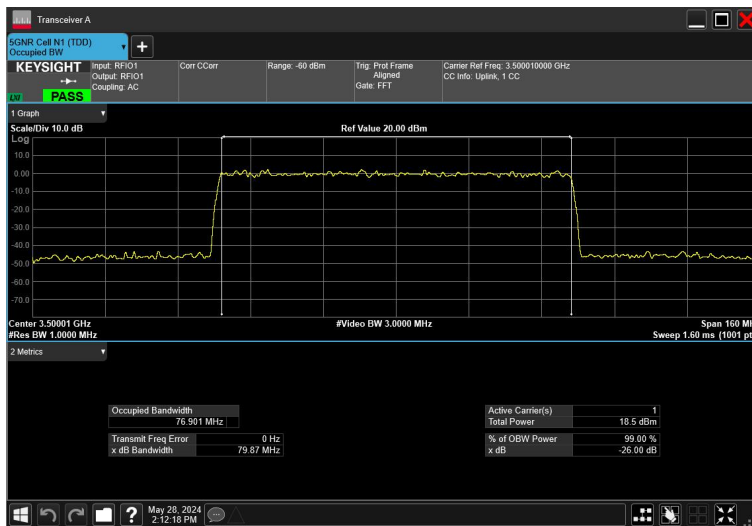 Transceiver A
5GNR Cell N1 (TDD)
Occupied BW
KEYSIGHT
LXI
PASS
Input: RFIO1
Output: RFIO1
Coupling: AC
Corr CCorr
Range: -60 dBm
Trig: Prot Frame
Aligned
Gate: FFT
Carrier Ref Freq: 3.500010000 GHz
CC Info: Uplink, 1 CC
1 Graph
Scale/Div 10.0 dB
Ref Value 20.00 dBm
Log
10.0
0.00
-10.0
-20.0
-30.0
-40.0
-50.0
-60.0
-70.0
Center 3.50001 GHz
#Video BW 3.0000 MHz
Span 160 M
#Res BW 1.0000 MHz
Sweep 1.60 ms (1001 pt
2 Metrics
Occupied Bandwidth
76.901 MHz
Transmit Freq Error 0 Hz
x dB Bandwidth 79.87 MHz
Active Carrier(s) 1
Total Power 18.5 dBm
% of OBW Power 99.00 %
x dB -26.00 dB
May 28, 2024
2:12:18 PM